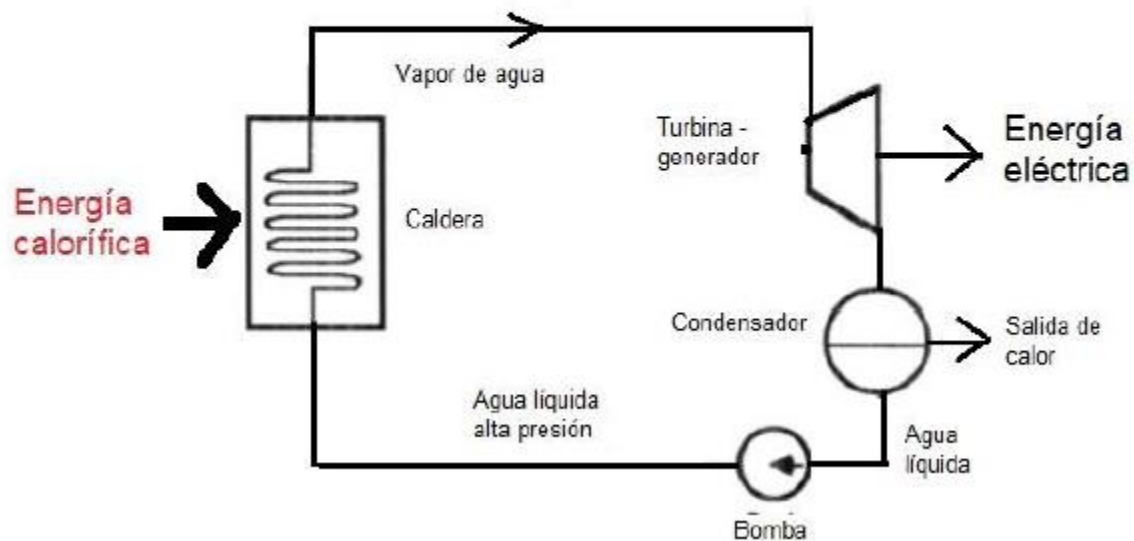 Vapor de agua
Turbina -
generador
Energía
eléctrica
Energía
calorífica
Caldera
Condensador
Salida de
calor
Agua líquida
alta presión
Agua
líquida
Bomba